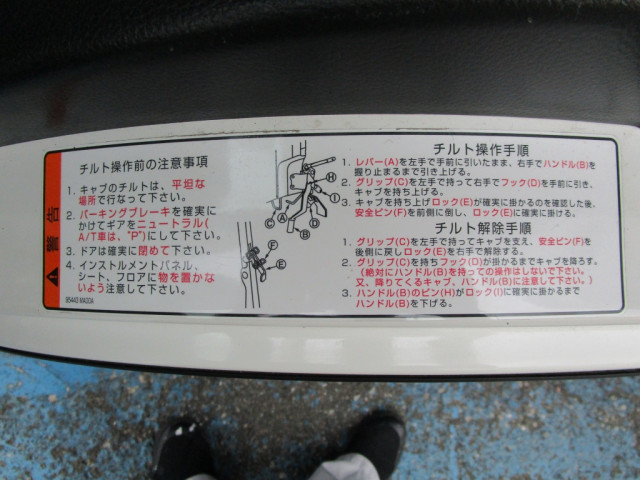 警告
チルト操作前の注意事項
1. キャブのチルトは、平坦な
場所で行なって下さい。
2. パーキングブレーキを確実に
かけてギアをニュートラル(
A/T車は、"P")にして下さい。
3. ドアは確実に閉めて下さい。
4. インストルメントパネル、
シート、フロアに物を置かな
いよう注意して下さい。
95443 MA00A
H
I
C
A
D
B
F
E
チルト操作手順
1. レバー(A)を左手で手前に引いたまま、右手でハンドル(B)を
握り止まるまで引き上げる。
2. グリップ(C)を左手で持って右手でフック(D)を手前に引き、
キャブを持ち上げる。
3. キャブを持ち上げロック(E)が確実に掛かるのを確認した後、
安全ピン(F)を前側に倒し、ロック(E)に確実に掛ける。
チルト解除手順
1. グリップ(C)を左手で持ってキャブを支え、安全ピン(F)を
後側に戻しロック(E)を右手で解除する。
2. グリップ(C)を持ちフック(D)が掛かるまでキャブを降ろす。
(絶対にハンドル(B)を持っての操作はしないで下さい。
又、降りてくるキャブ、ハンドル(B)に注意して下さい。)
3. ハンドル(B)のピン(H)がロック(I)に確実に掛かるまで
ハンドル(B)を下げる。